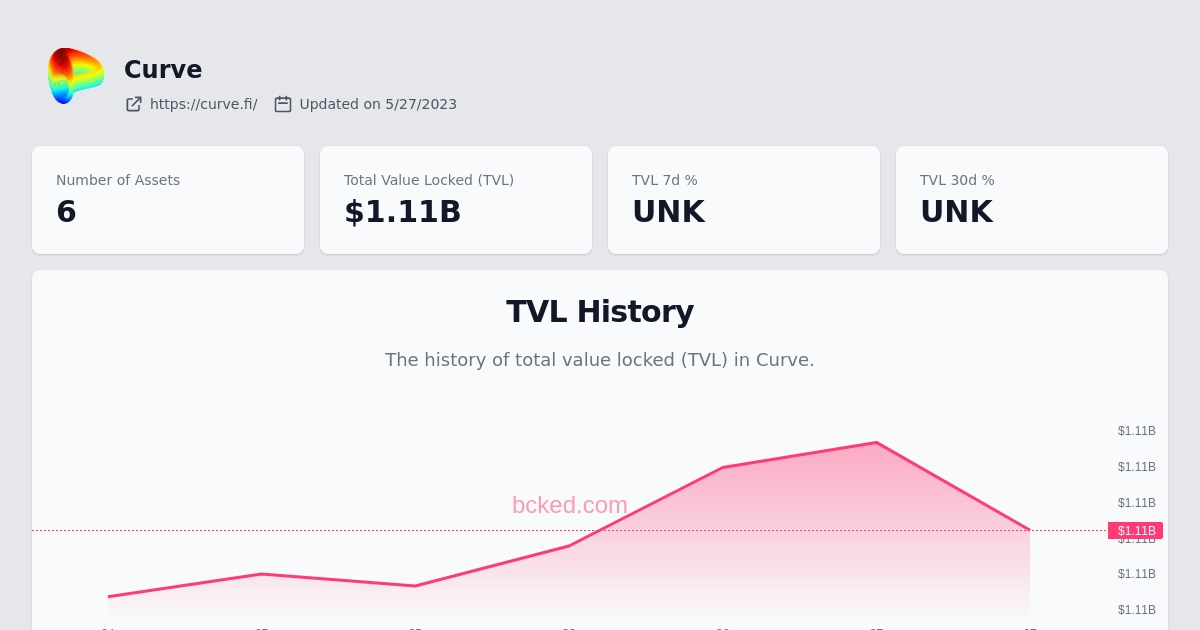 Curve
https://curve.fi/ Updated on 5/27/2023
Number of Assets
6
Total Value Locked (TVL)
$1.11B
TVL 7d %
UNK
TVL 30d %
UNK
TVL History
The history of total value locked (TVL) in Curve.
$1.11B
$1.11B
bcked.com
$1.11B
$1.11B
$1.11B
$1.11B
$1.11B